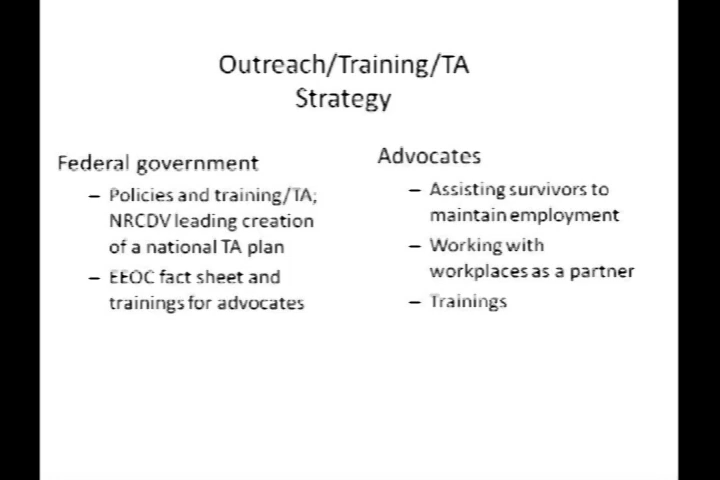 Outreach/Training/TA
Strategy
Federal government
– Policies and training/TA;
NRCDV leading creation
of a national TA plan
– EEOC fact sheet and
trainings for advocates
Advocates
– Assisting survivors to
maintain employment
– Working with
workplaces as a partner
– Trainings